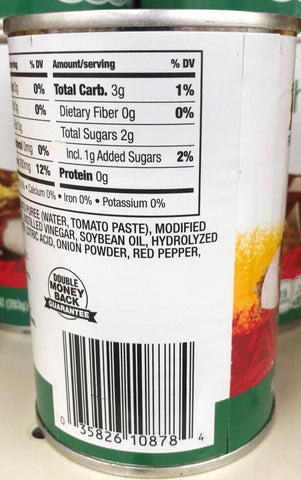 % DV Amount/serving % DV
0% Total Carb. 3g 1%
0% Dietary Fiber 0g 0%
Total Sugars 2g
0mg 0% Incl. 1g Added Sugars 2%
12% Protein 0g
• Calcium 0% • Iron 0% • Potassium 0%
(WATER, TOMATO PASTE), MODIFIED
VINEGAR, SOYBEAN OIL, HYDROLYZED
ACID, ONION POWDER, RED PEPPER,
DOUBLE
MONEY
BACK
GUARANTEE
0 35826 10878 4